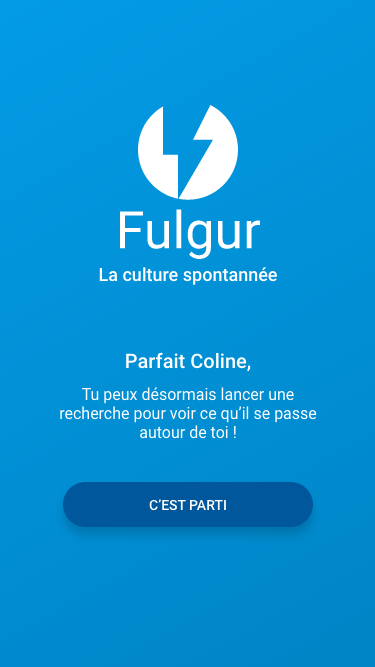 Fulgur
La culture spontannée
Parfait Coline,
Tu peux désormais lancer une
recherche pour voir ce qu’il se passe
autour de toi !
C’EST PARTI